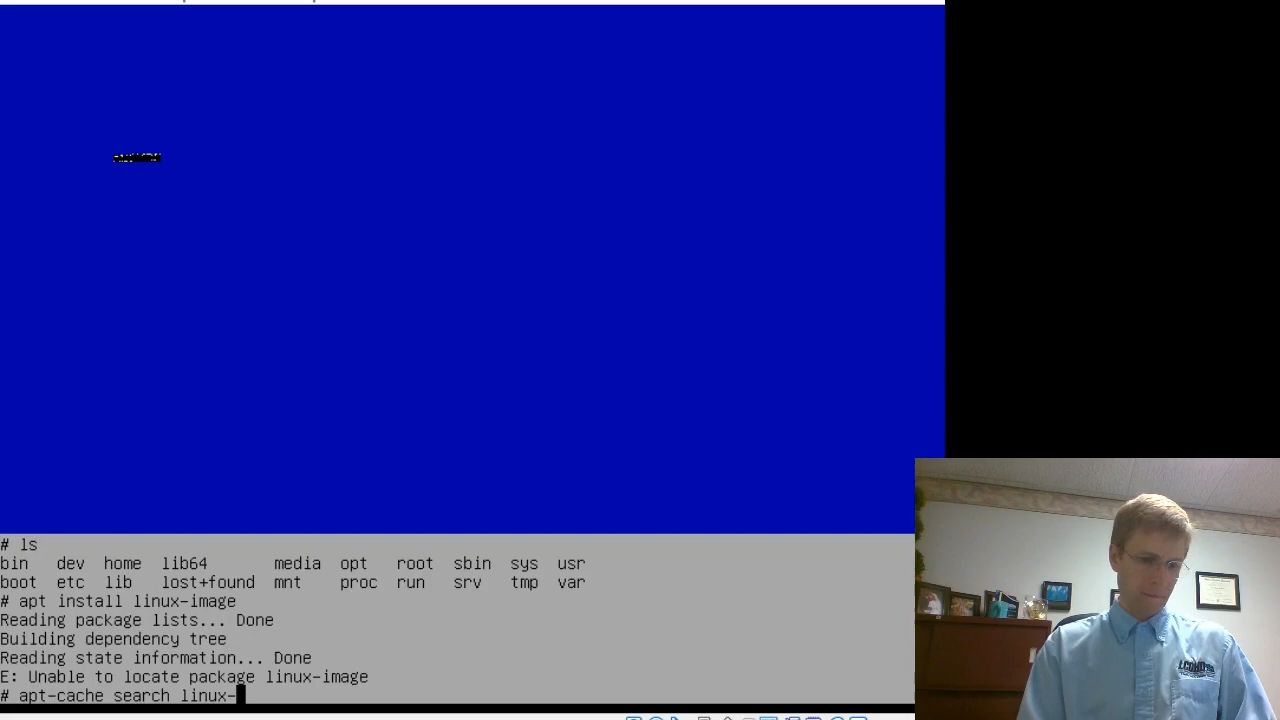 # ls
bin dev home lib64 media opt root sbin sys usr
boot etc lib lost+found mnt proc run srv tmp var
# apt install linux-image
Reading package lists... Done
Building dependency tree
Reading state information... Done
E: Unable to locate package linux-image
# apt-cache search linux-